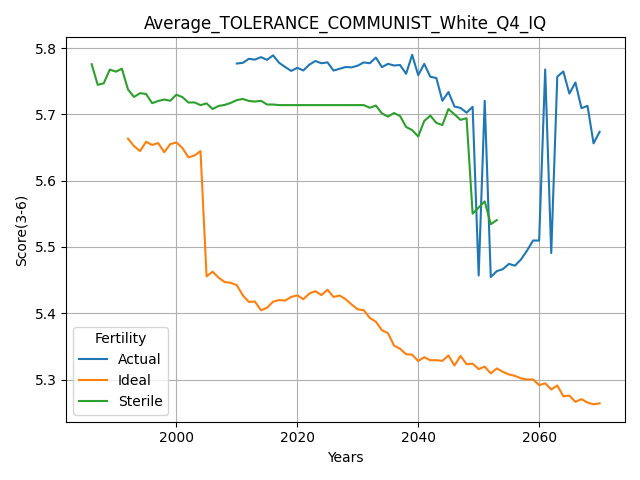 Average_TOLERANCE_COMMUNIST_White_Q4_IQ
5.8
5.7
5.6
5.5
5.4
5.3
Score(3-6)
Fertility
Actual
Ideal
Sterile
2000 2020 2040 2060
Years